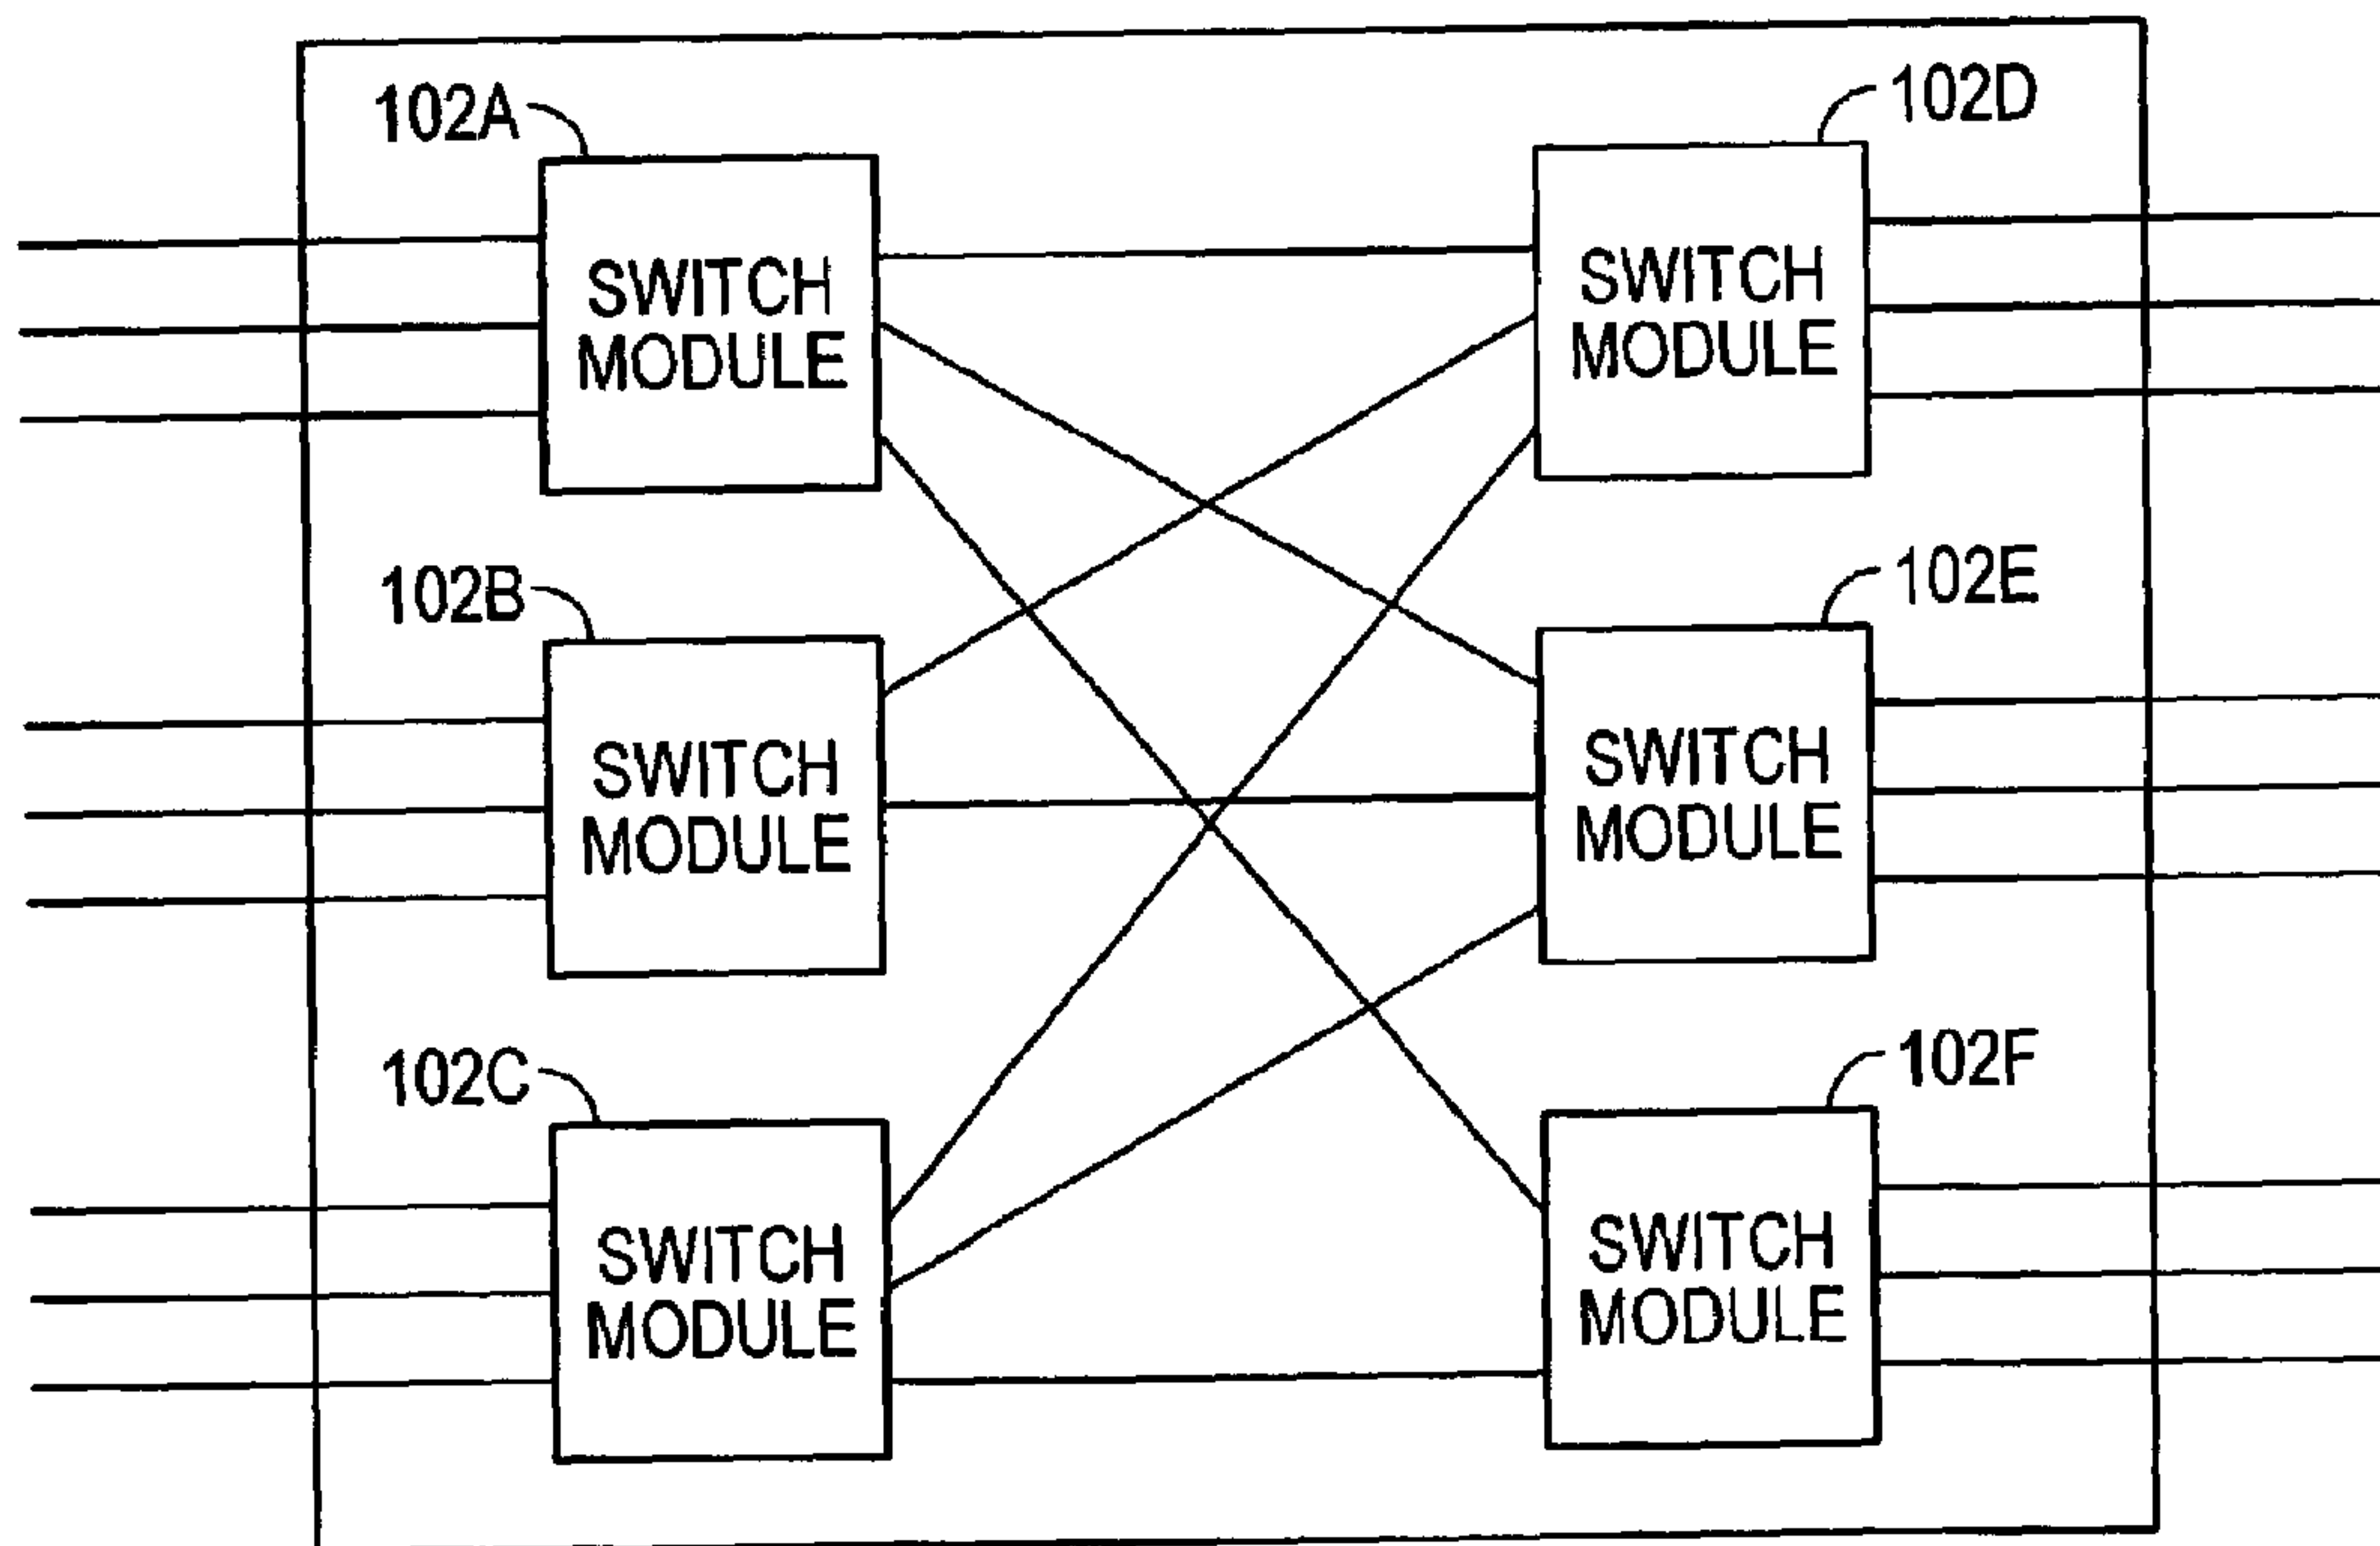 102A
SWITCH
MODULE
102D
SWITCH
MODULE
102B
SWITCH
MODULE
102E
SWITCH
MODULE
102C
SWITCH
MODULE
102F
SWITCH
MODULE